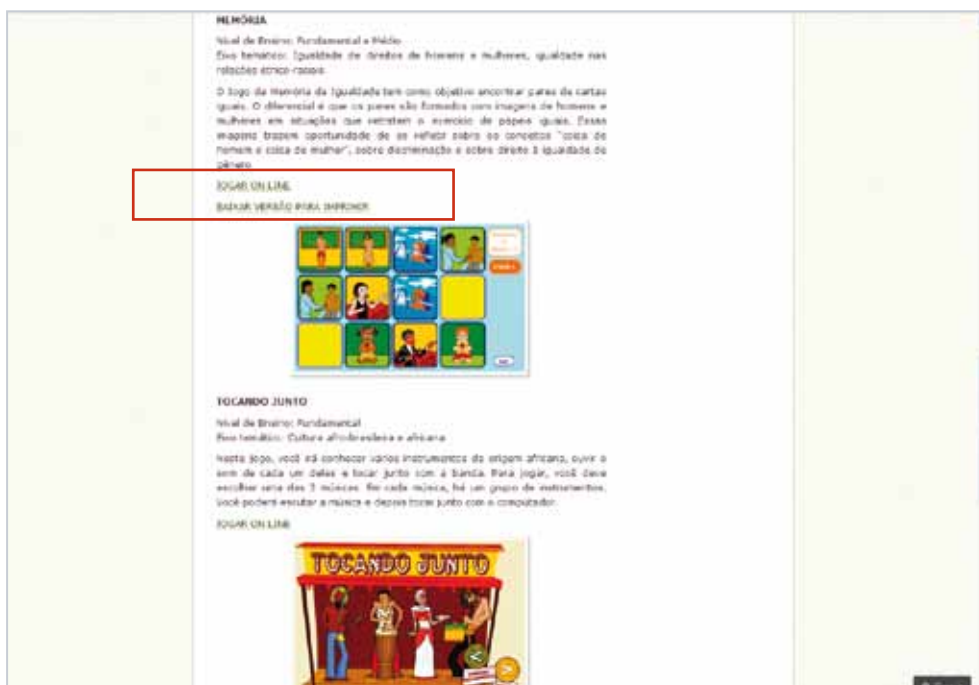 MEMÓRIA
Nível de Ensino: Fundamental e Médio
Eixo temático: Igualdade de direitos de homens e mulheres, igualdade nas
relações étnico-raciais
O Jogo da Memória da Igualdade tem como objetivo encontrar pares de cartas
iguais. O diferencial é que os pares são formados com imagens de homens e
mulheres em situações que retratam o exercício de papéis iguais. Essas
imagens trazem oportunidade de se refletir sobre os conceitos "coisa de
homem e coisa de mulher", sobre discriminação e sobre direito à igualdade de
gênero.
JOGAR ON LINE
BAIXAR VERSÃO PARA IMPRIMIR
TOCANDO JUNTO
Nível de Ensino: Fundamental
Eixo temático: Cultura afrobrasileira e africana
Neste jogo, você irá conhecer vários instrumentos de origem africana, ouvir o
som de cada um deles e tocar junto com a banda. Para jogar, você deve
escolher uma das 3 músicas. Em cada música, há um grupo de instrumentos.
Você poderá escutar a música e depois tocar junto com o computador.
JOGAR ON LINE
TOCANDO JUNTO